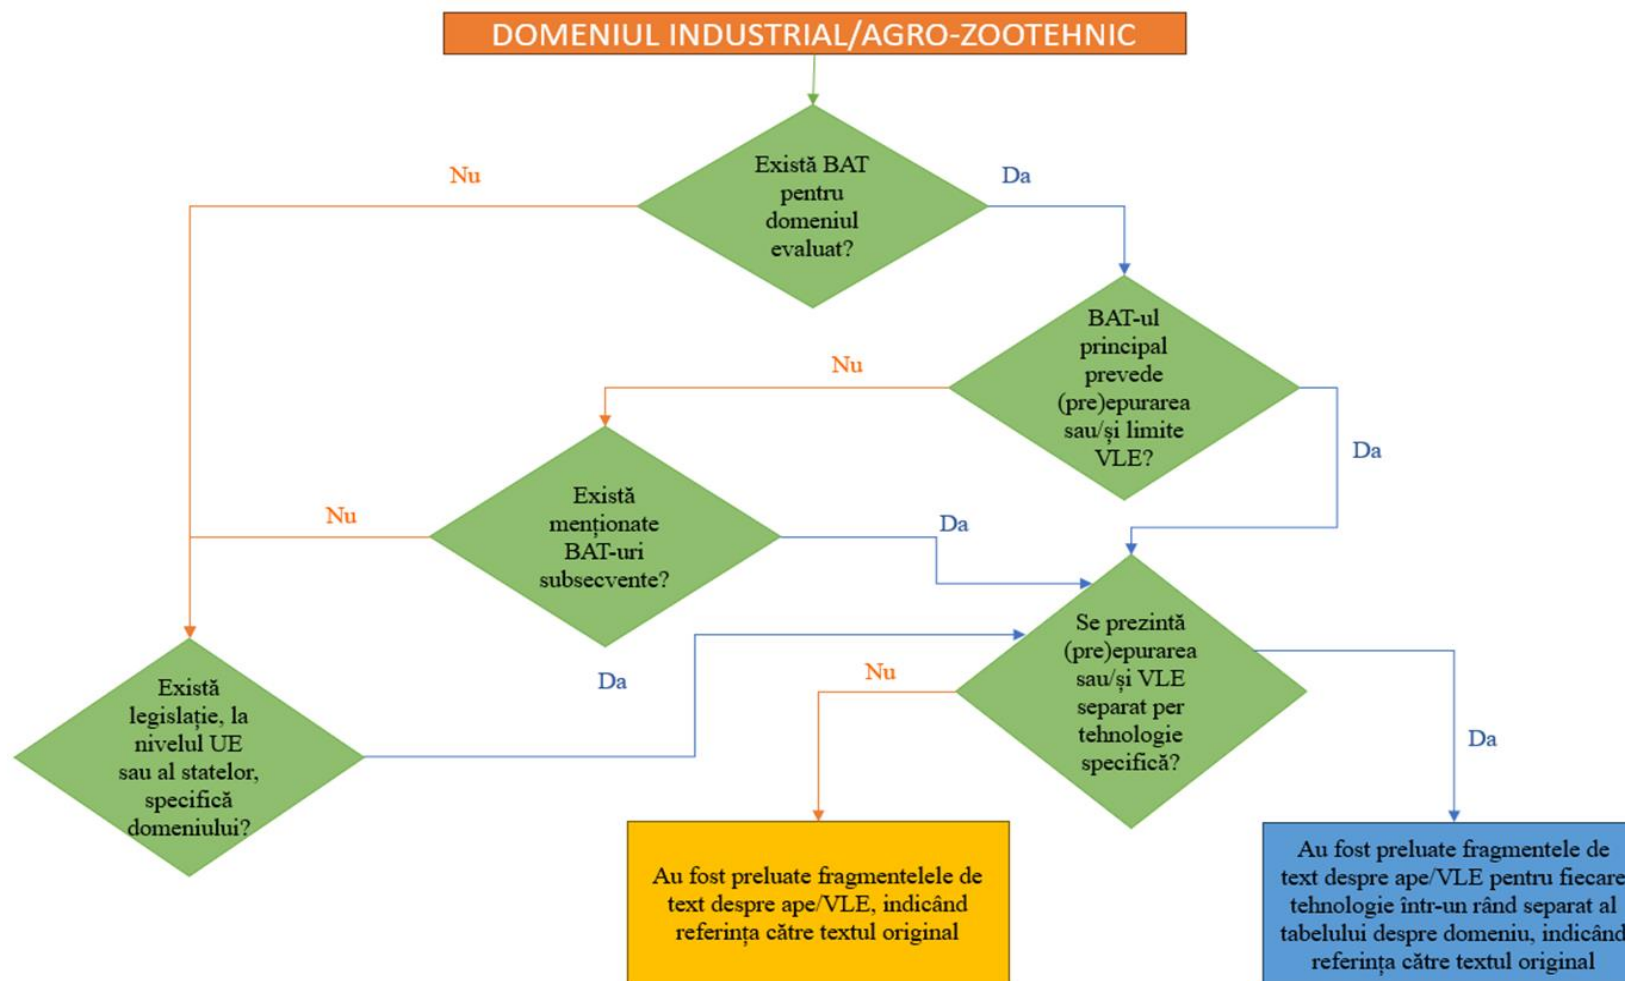 DOMENIUL INDUSTRIAL/AGRO-ZOOTEHNIC
Există BAT
pentru
domeniul
evaluat?
Nu
Da
BAT-ul
principal
prevede
(pre)epurarea
sau/și limite
VLE?
Nu
Da
Există
menționate
BAT-uri
subsecvente?
Nu
Da
Se prezintă
(pre)epurarea
sau/și VLE
separat per
tehnologie
specifică?
Nu
Da
Există
legislație, la
nivelul UE
sau al statelor,
specifică
domeniului?
Da
Au fost preluate fragmentelele de
text despre ape/VLE, indicând
referința către textul original
Au fost preluate fragmentele de
text despre ape/VLE pentru fiecare
tehnologie într-un rând separat al
tabelului despre domeniu, indicând
referința către textul original